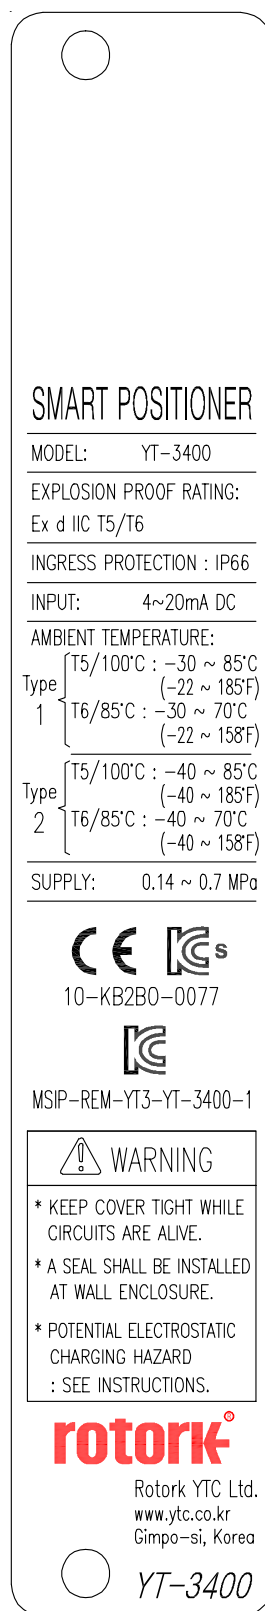 SMART POSITIONER
MODEL: YT-3400
EXPLOSION PROOF RATING:
Ex d IIC T5/T6
INGRESS PROTECTION : IP66
INPUT: 4~20mA DC
AMBIENT TEMPERATURE:
Type 1
T5/100°C : -30 ~ 85°C
(-22 ~ 185°F)
T6/85°C : -30 ~ 70°C
(-22 ~ 158°F)
Type 2
T5/100°C : -40 ~ 85°C
(-40 ~ 185°F)
T6/85°C : -40 ~ 70°C
(-40 ~ 158°F)
SUPPLY: 0.14 ~ 0.7 MPa
CE KC s
10-KB2BO-0077
KC
MSIP-REM-YT3-YT-3400-1
WARNING
* KEEP COVER TIGHT WHILE
CIRCUITS ARE ALIVE.
* A SEAL SHALL BE INSTALLED
AT WALL ENCLOSURE.
* POTENTIAL ELECTROSTATIC
CHARGING HAZARD
: SEE INSTRUCTIONS.
rotork®
Rotork YTC Ltd.
www.ytc.co.kr
Gimpo-si, Korea
YT-3400